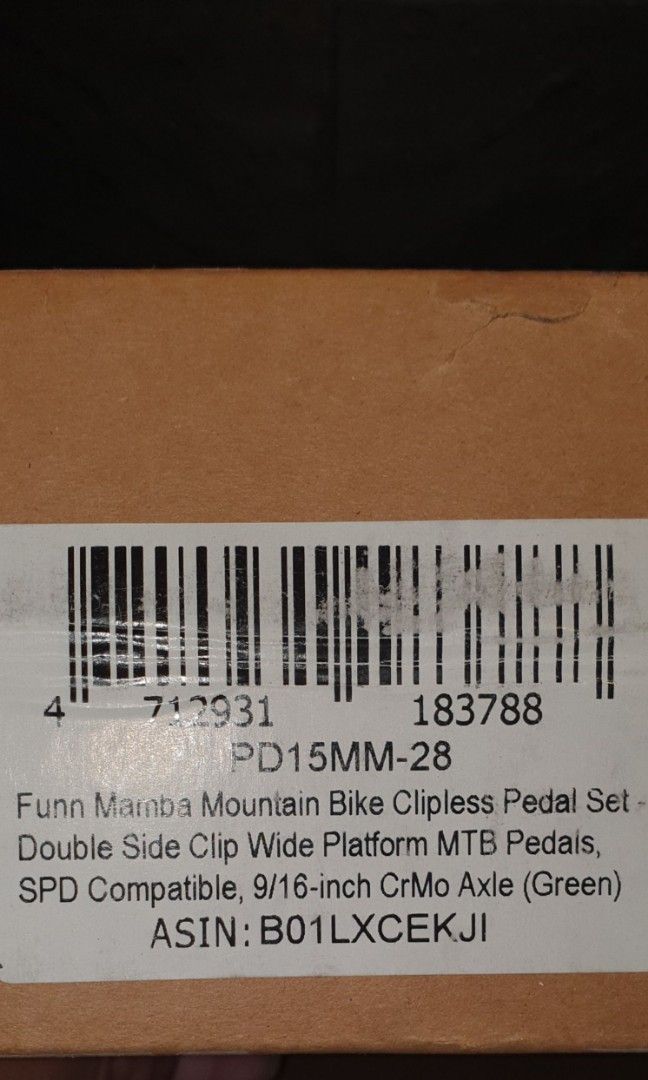 4 712931 183788
PD15MM-28
Funn Mamba Mountain Bike Clipless Pedal Set -
Double Side Clip Wide Platform MTB Pedals,
SPD Compatible, 9/16-inch CrMo Axle (Green)
ASIN: B01LXCEKJI